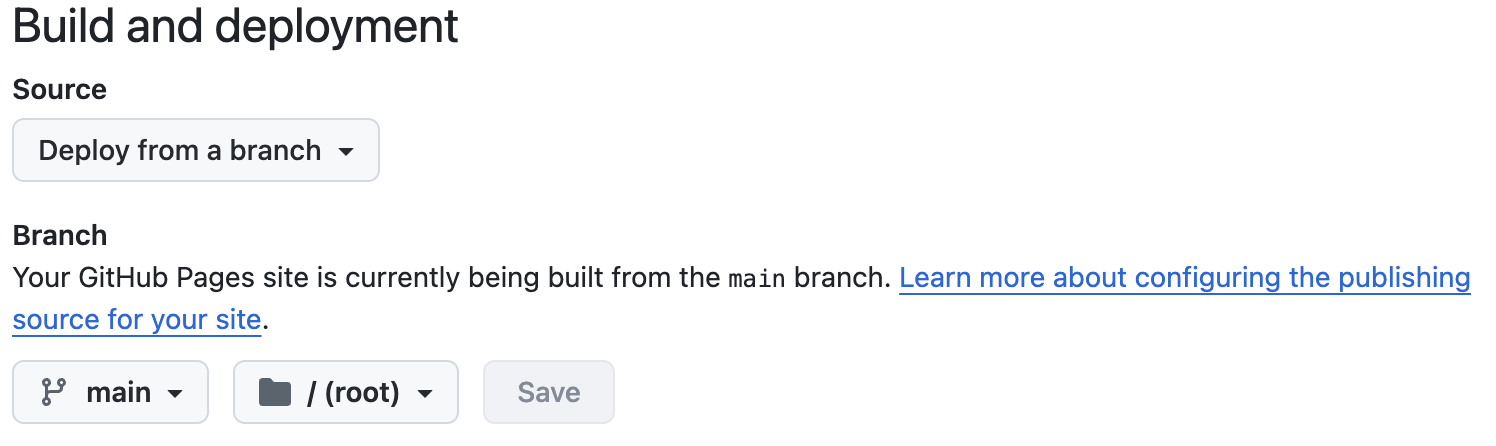 Build and deployment
Source
Deploy from a branch
Branch
Your GitHub Pages site is currently being built from the main branch. Learn more about configuring the publishing
source for your site.
main / (root) Save